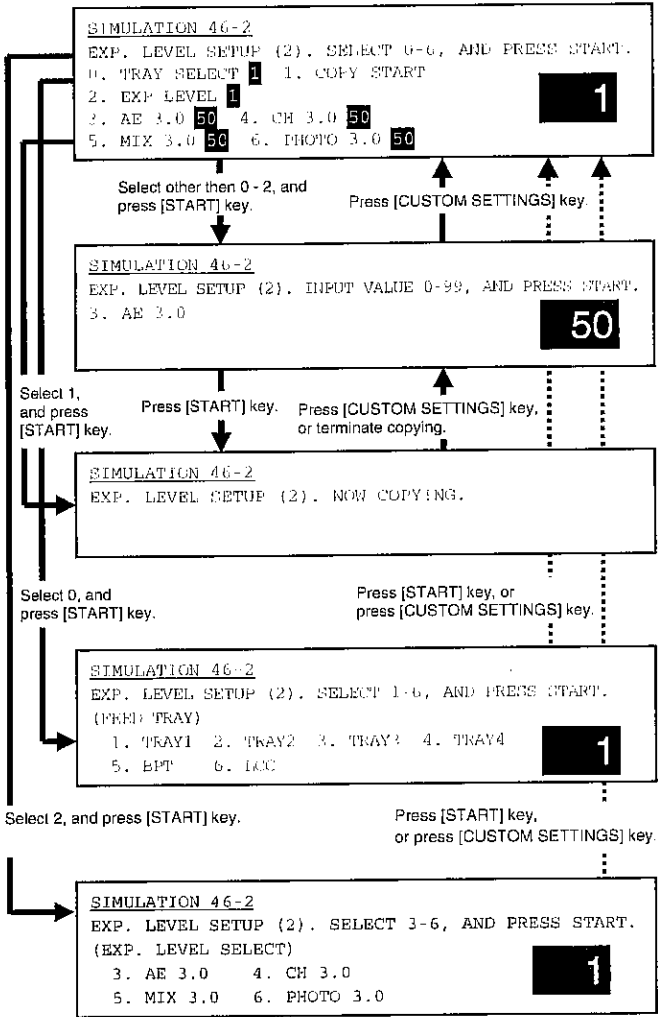 SIMULATION 46-2
EXP. LEVEL SETUP (2). SELECT 0-6, AND PRESS START.
0. TRAY SELECT 1 1. COPY START
2. EXP LEVEL 1
3. AE 3.0 50 4. CH 3.0 50
5. MIX 3.0 50 6. PHOTO 3.0 50
1
Select other then 0 - 2, and
press [START] key.
Press [CUSTOM SETTINGS] key.
SIMULATION 46-2
EXP. LEVEL SETUP (2). INPUT VALUE 0-99, AND PRESS START.
3. AE 3.0
50
Select 1,
and press
[START] key.
Press [START] key.
Press [CUSTOM SETTINGS] key,
or terminate copying.
SIMULATION 46-2
EXP. LEVEL SETUP (2). NOW COPYING.
Select 0, and
press [START] key.
Press [START] key, or
press [CUSTOM SETTINGS] key.
SIMULATION 46-2
EXP. LEVEL SETUP (2). SELECT 1-6, AND PRESS START.
(FEED TRAY)
1. TRAY1 2. TRAY2 3. TRAY3 4. TRAY4
5. BPT 6. LCC
1
Select 2, and press [START] key.
Press [START] key,
or press [CUSTOM SETTINGS] key.
SIMULATION 46-2
EXP. LEVEL SETUP (2). SELECT 3-6, AND PRESS START.
(EXP. LEVEL SELECT)
3. AE 3.0 4. CH 3.0
5. MIX 3.0 6. PHOTO 3.0
1